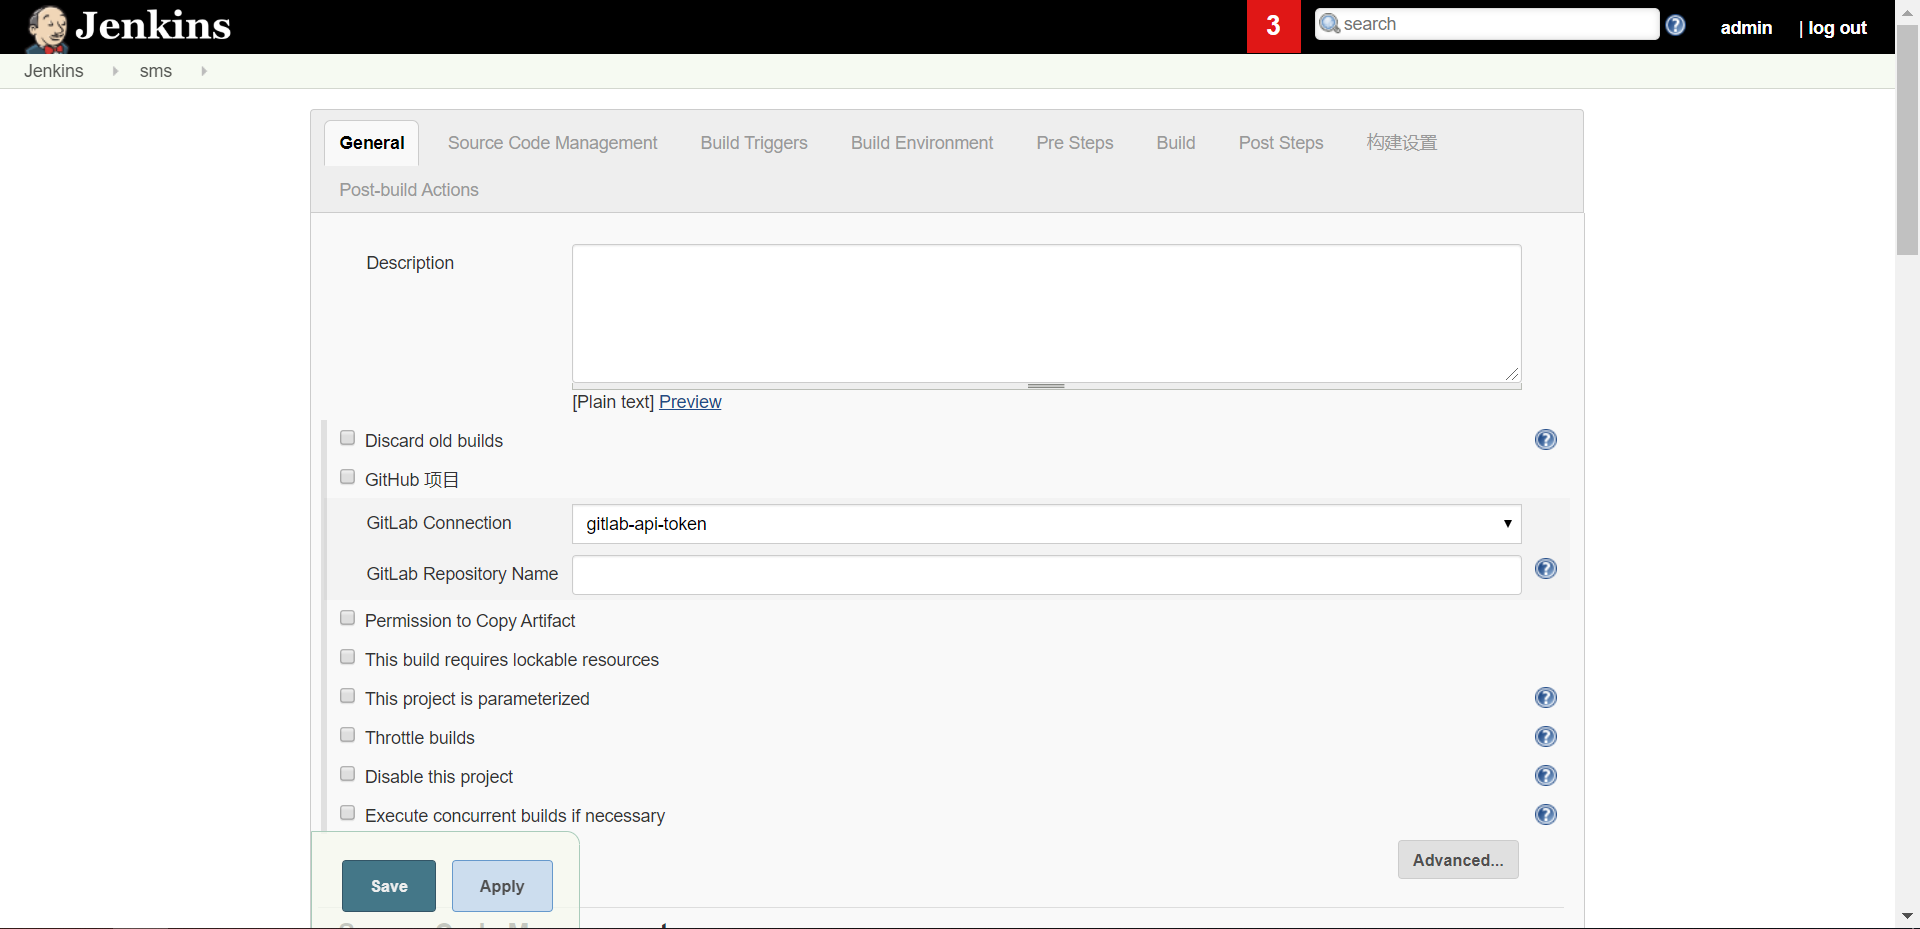 Jenkins
3
search
admin
| log out
Jenkins
sms
General
Source Code Management
Build Triggers
Build Environment
Pre Steps
Build
Post Steps
构建设置
Post-build Actions
Description
[Plain text] Preview
Discard old builds
GitHub 项目
GitLab Connection
gitlab-api-token
GitLab Repository Name
Permission to Copy Artifact
This build requires lockable resources
This project is parameterized
Throttle builds
Disable this project
Execute concurrent builds if necessary
Advanced...
Save
Apply